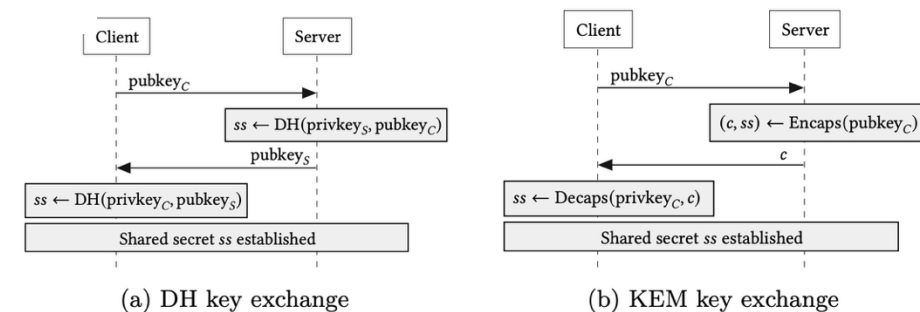 Client Server
pubkey_C
ss ← DH(privkey_S, pubkey_C)
pubkey_S
ss ← DH(privkey_C, pubkey_S)
Shared secret ss established
(a) DH key exchange
Client Server
pubkey_C
(c, ss) ← Encaps(pubkey_C)
c
ss ← Decaps(privkey_C, c)
Shared secret ss established
(b) KEM key exchange